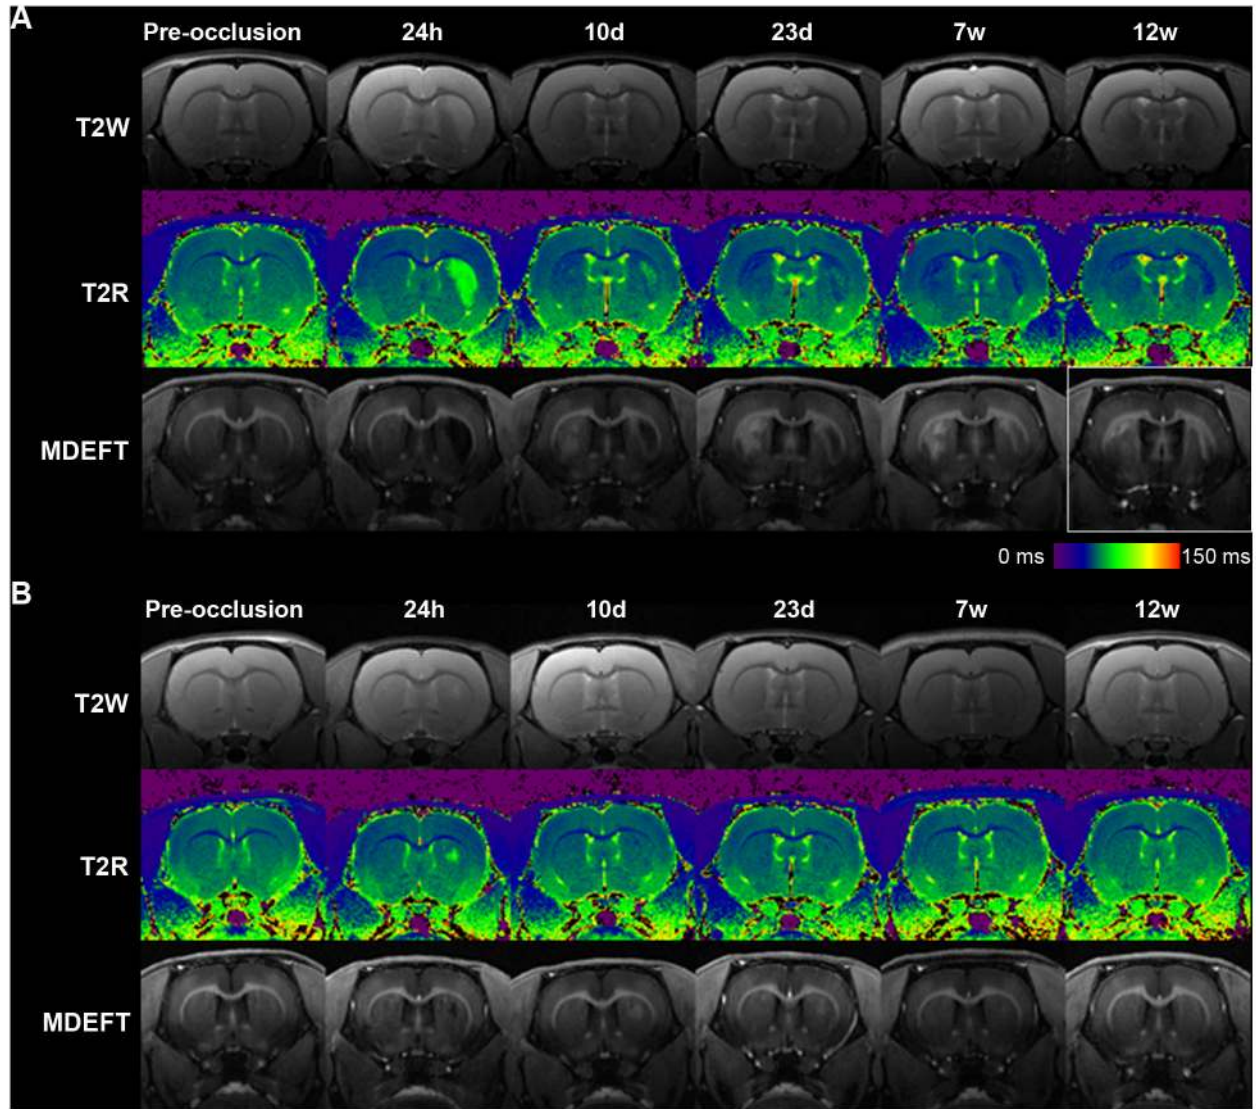 A
Pre-occlusion 24h 10d 23d 7w 12w
T2W
T2R
MDEFT
0 ms 150 ms
B
Pre-occlusion 24h 10d 23d 7w 12w
T2W
T2R
MDEFT